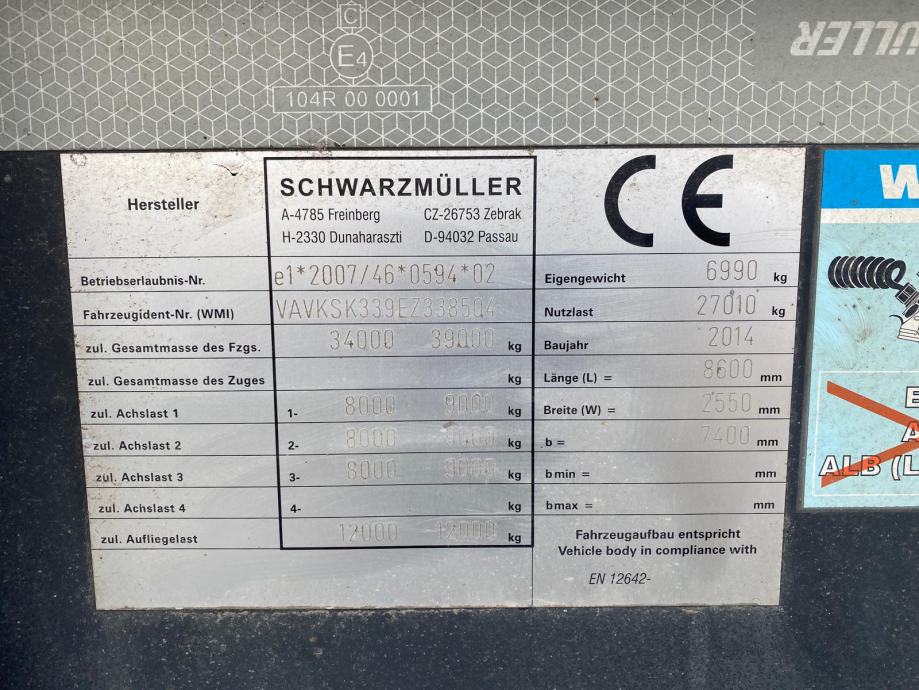 C
E4
104R 00 0001
ÜLLER
Hersteller
SCHWARZMÜLLER
A-4785 Freinberg CZ-26753 Zebrak
H-2330 Dunaharaszti D-94032 Passau
CE
Betriebserlaubnis-Nr. e1*2007/46*0594*02
Fahrzeugident-Nr. (WMI) VAVKSK339EZ338504
zul. Gesamtmasse des Fzgs. 34000 39000 kg
zul. Gesamtmasse des Zuges kg
zul. Achslast 1 1- 8000 9000 kg
zul. Achslast 2 2- 8000 9000 kg
zul. Achslast 3 3- 8000 9000 kg
zul. Achslast 4 4- kg
zul. Aufliegelast 12000 12000 kg
Eigengewicht 6990 kg
Nutzlast 27010 kg
Baujahr 2014
Länge (L) = 8600 mm
Breite (W) = 2550 mm
b = 7400 mm
b min = mm
b max = mm
Fahrzeugaufbau entspricht
Vehicle body in compliance with
EN 12642-
W
E
A
ALB (L